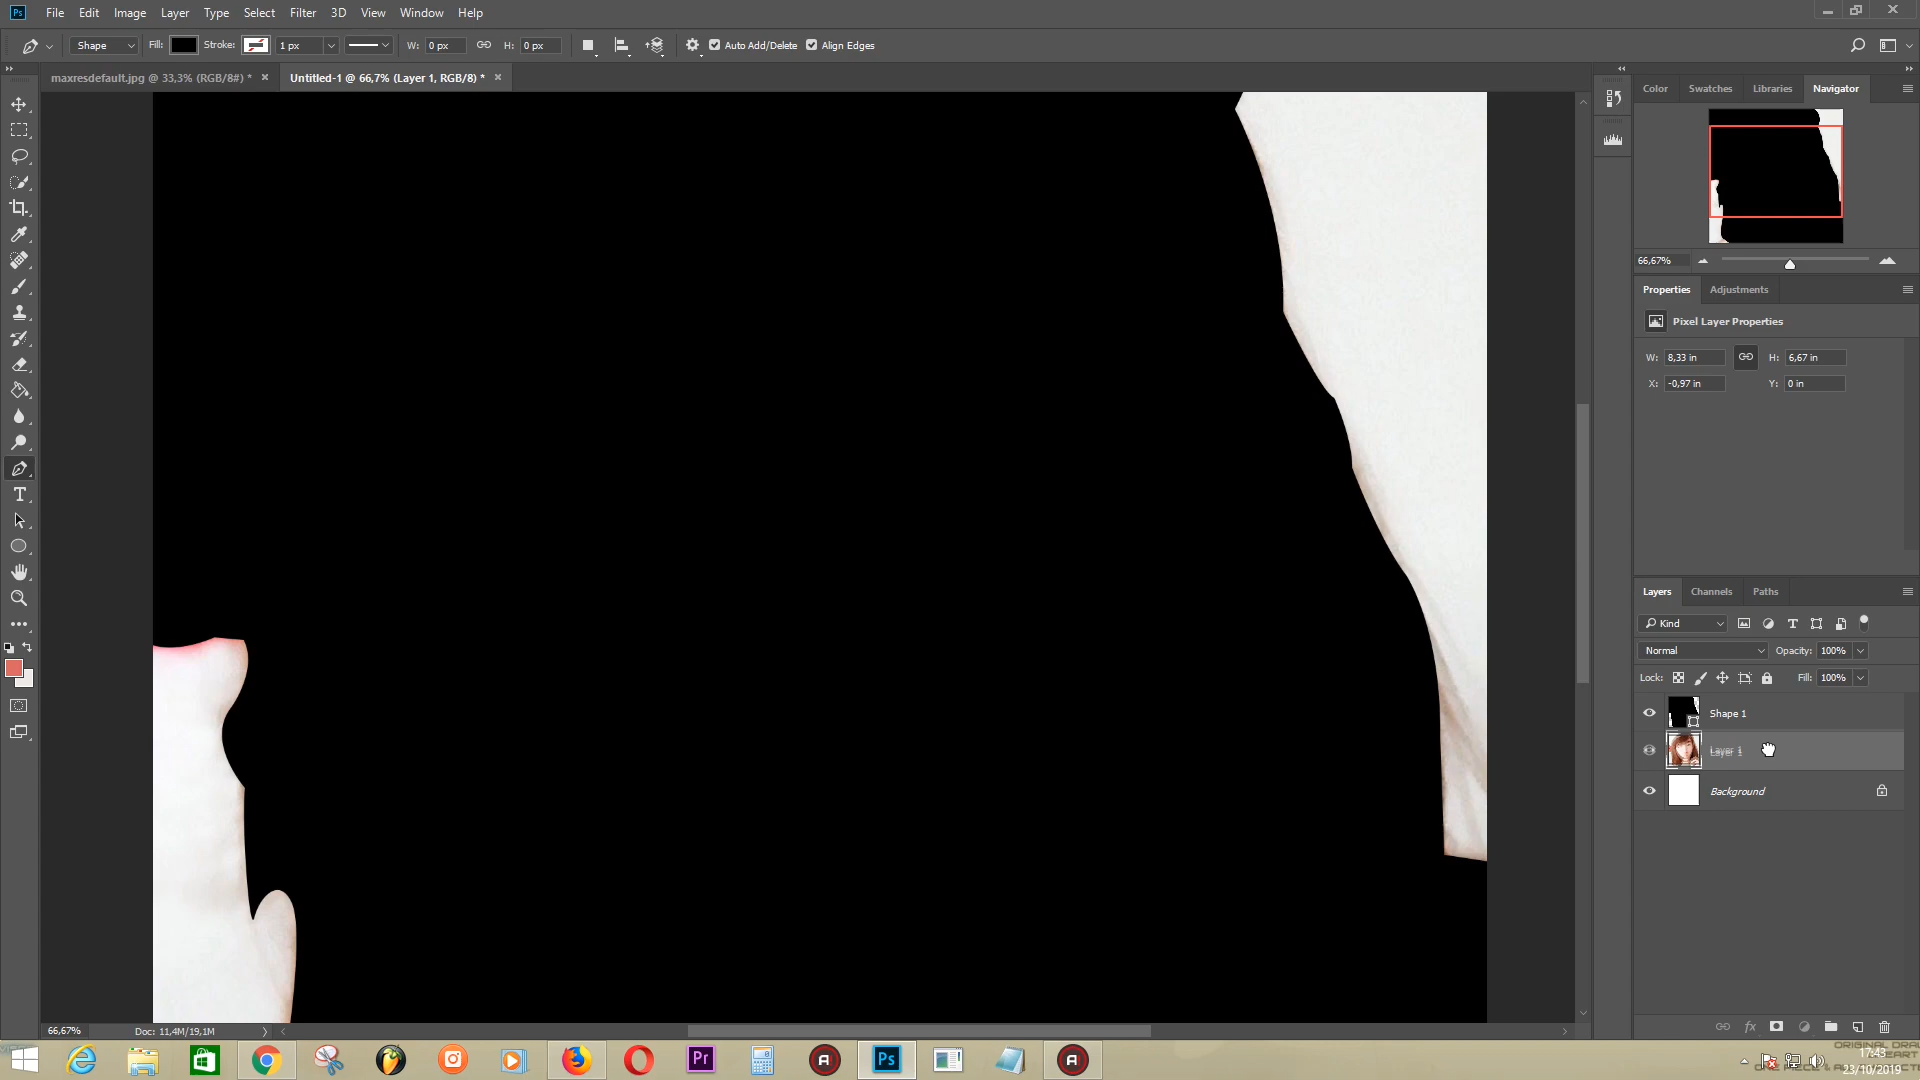 Ps File Edit Image Layer Type Select Filter 3D View Window Help
Shape Fill: Stroke: 1 px W: 0 px H: 0 px Auto Add/Delete Align Edges
maxresdefault.jpg @ 33,3% (RGB/8#) * Untitled-1 @ 66,7% (Layer 1, RGB/8) *
Color Swatches Libraries Navigator
66,67%
Properties Adjustments
Pixel Layer Properties
W: 8,33 in H: 6,67 in
X: -0,97 in Y: 0 in
Layers Channels Paths
Kind
Normal Opacity: 100%
Lock: Fill: 100%
Shape 1
Layer 1
Background
66,67% Doc: 11,4M/19,1M
fx
Pr Ps
17:43
23/10/2019